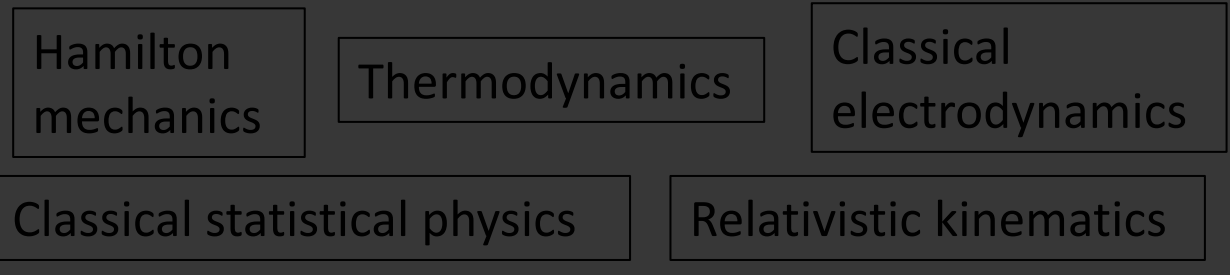 Hamilton
mechanics
Thermodynamics
Classical
electrodynamics
Classical statistical physics
Relativistic kinematics